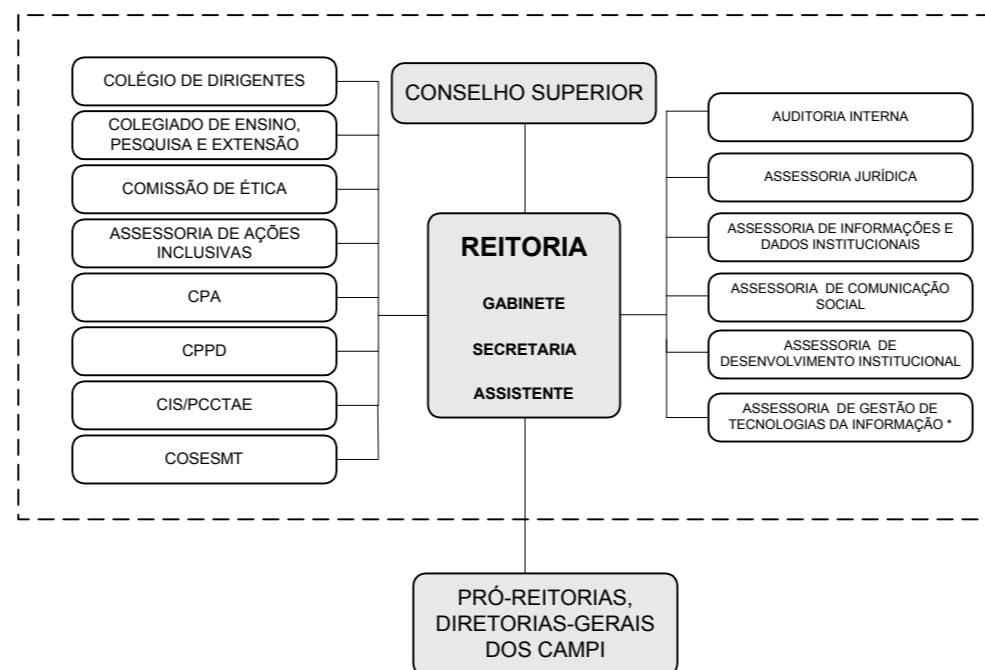 COLÉGIO DE DIRIGENTES
COLEGIADO DE ENSINO,
PESQUISA E EXTENSÃO
COMISSÃO DE ÉTICA
ASSESSORIA DE AÇÕES
INCLUSIVAS
CPA
CPPD
CIS/PCCTAE
COSESMT
CONSELHO SUPERIOR
REITORIA
GABINETE
SECRETARIA
ASSISTENTE
AUDITORIA INTERNA
ASSESSORIA JURÍDICA
ASSESSORIA DE INFORMAÇÕES E
DADOS INSTITUCIONAIS
ASSESSORIA DE COMUNICAÇÃO
SOCIAL
ASSESSORIA DE
DESENVOLVIMENTO INSTITUCIONAL
ASSESSORIA DE GESTÃO DE
TECNOLOGIAS DA INFORMAÇÃO *
PRÓ-REITORIAS,
DIRETORIAS-GERAIS
DOS CAMPI